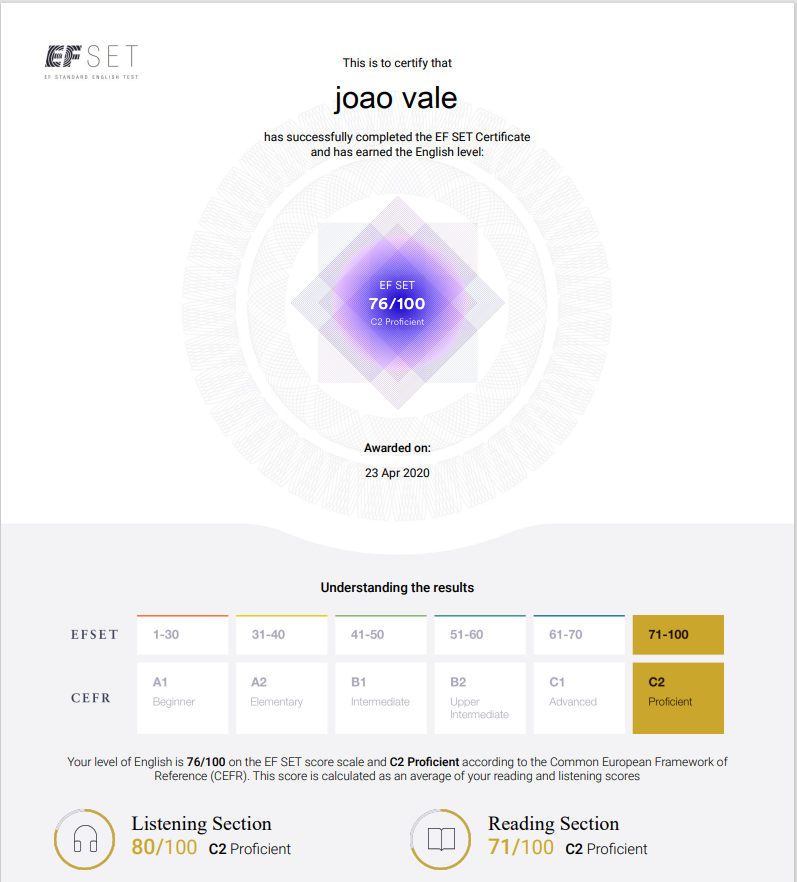 EFSET
EF STANDARD ENGLISH TEST
This is to certify that
joao vale
has successfully completed the EF SET Certificate
and has earned the English level:
EF SET
76/100
C2 Proficient
Awarded on:
23 Apr 2020
Understanding the results
EFSET 1-30 31-40 41-50 51-60 61-70 71-100
CEFR
A1 A2 B1 B2 C1 C2
Beginner Elementary Intermediate Upper Advanced Proficient
Intermediate
Your level of English is 76/100 on the EF SET score scale and C2 Proficient according to the Common European Framework of
Reference (CEFR). This score is calculated as an average of your reading and listening scores
Listening Section
80/100 C2 Proficient
Reading Section
71/100 C2 Proficient